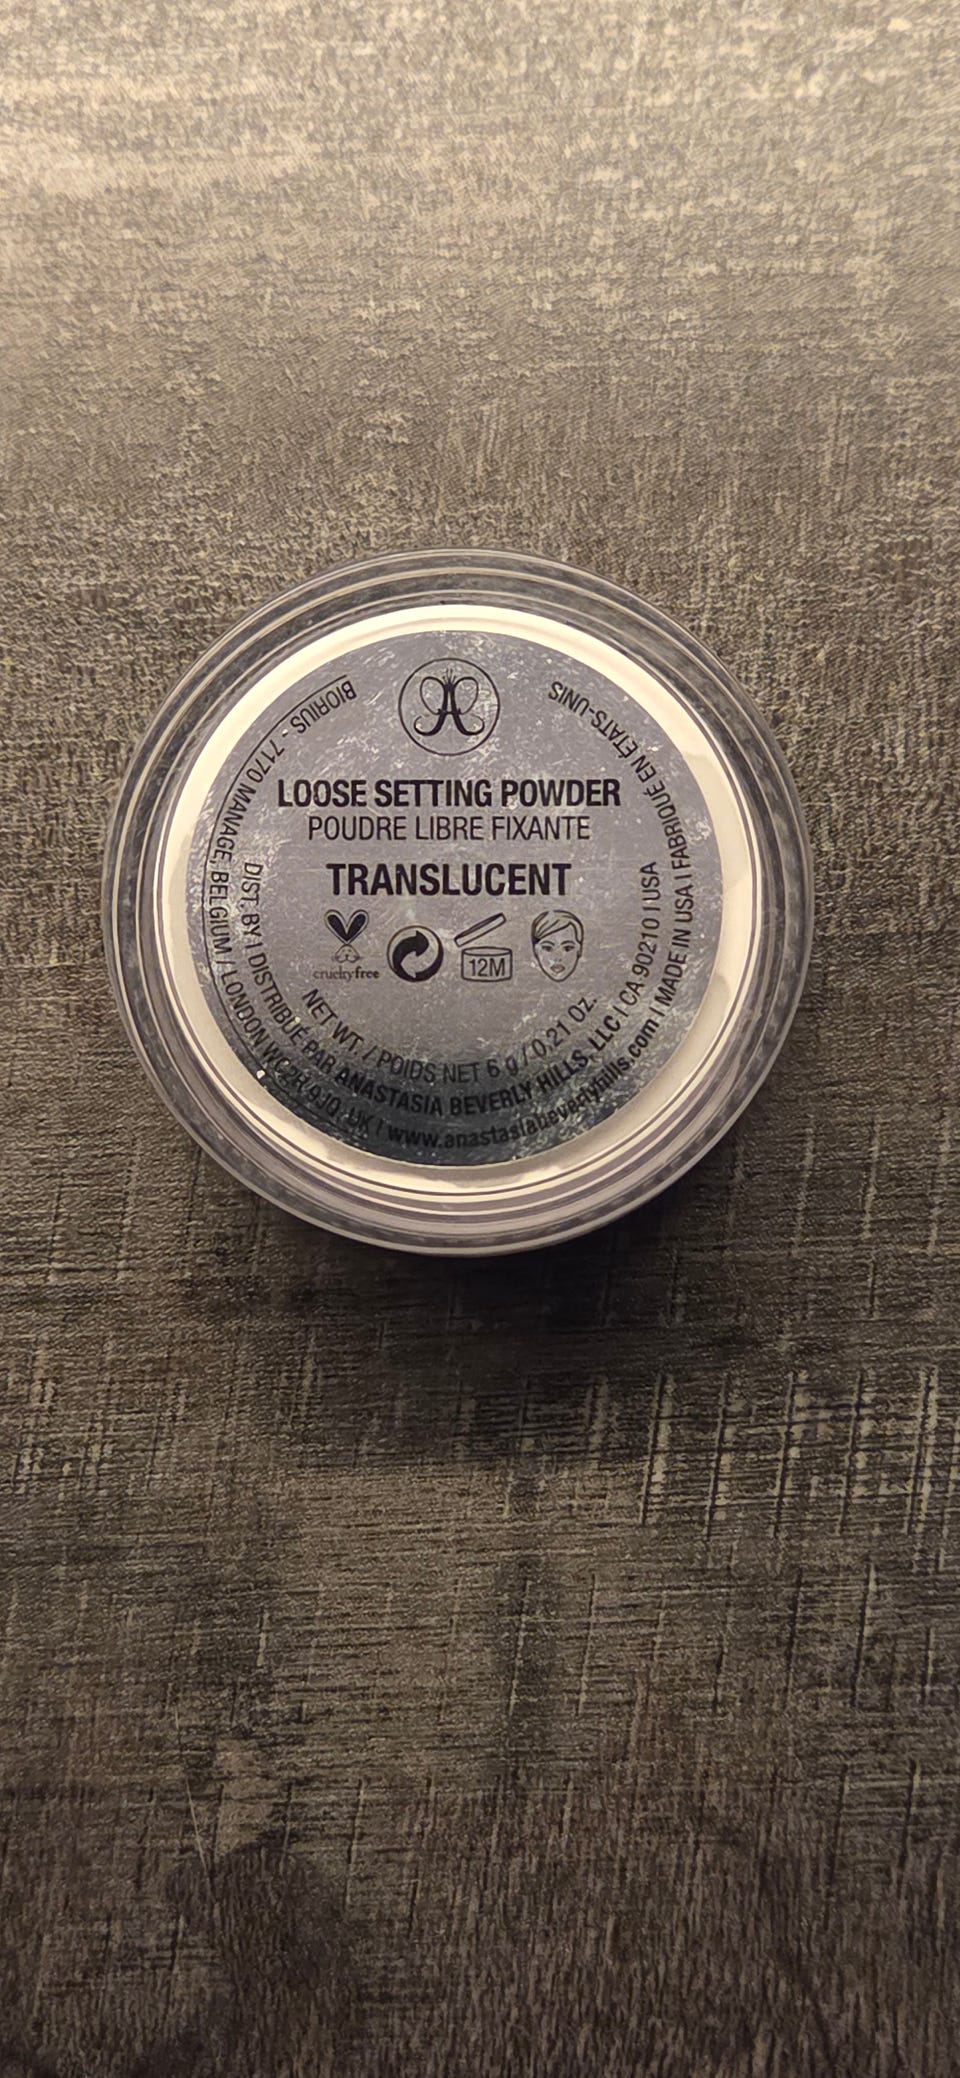 LOOSE SETTING POWDER
POUDRE LIBRE FIXANTE
TRANSLUCENT
crueltyfree
12M
NET WT. / POIDS NET 6 g / 0.21 Oz.
DIST. BY | DISTRIBUÉ PAR ANASTASIA BEVERLY HILLS, LLC | CA 90210 | USA
BIORIUS - 7170 MANAGE, BELGIUM / LONDON WC2R 9JQ, UK | www.anastasiabeverlyhills.com | MADE IN USA | FABRIQUÉ EN ÉTATS-UNIS